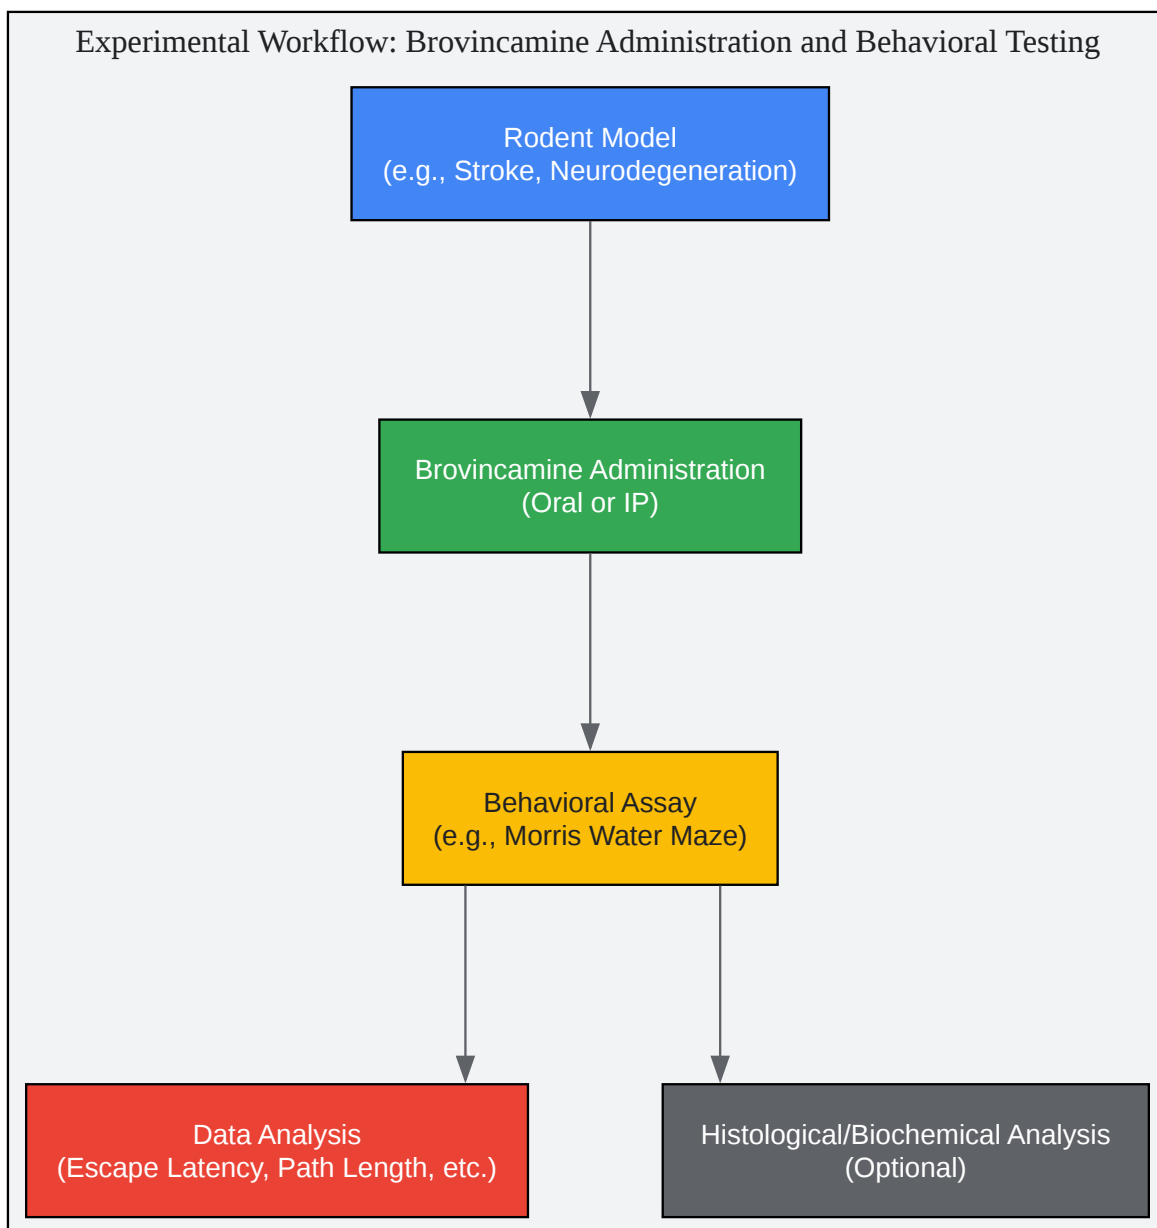 Experimental Workflow: Brovincamine Administration and Behavioral Testing
Rodent Model
(e.g., Stroke, Neurodegeneration)
Brovincamine Administration
(Oral or IP)
Behavioral Assay
(e.g., Morris Water Maze)
Data Analysis
(Escape Latency, Path Length, etc.)
Histological/Biochemical Analysis
(Optional)